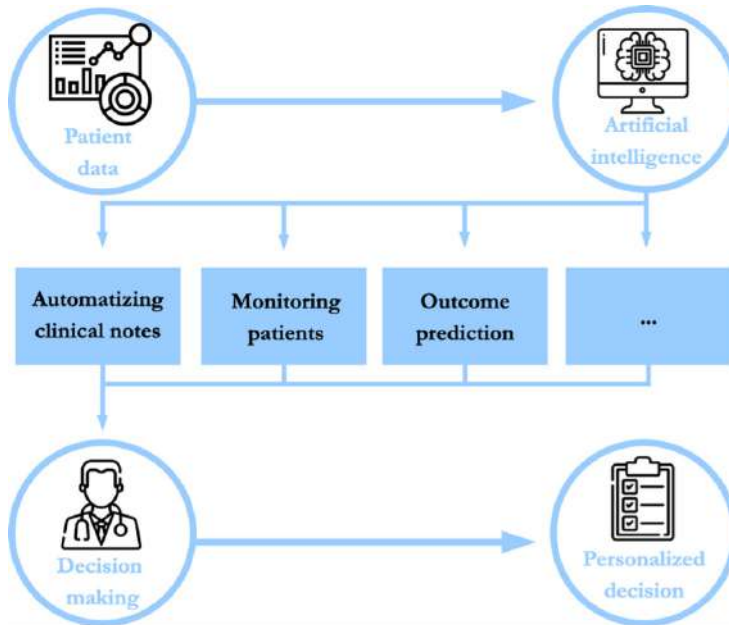 Patient
data
Artificial
intelligence
Automatizing
clinical notes
Monitoring
patients
Outcome
prediction
...
Decision
making
Personalized
decision